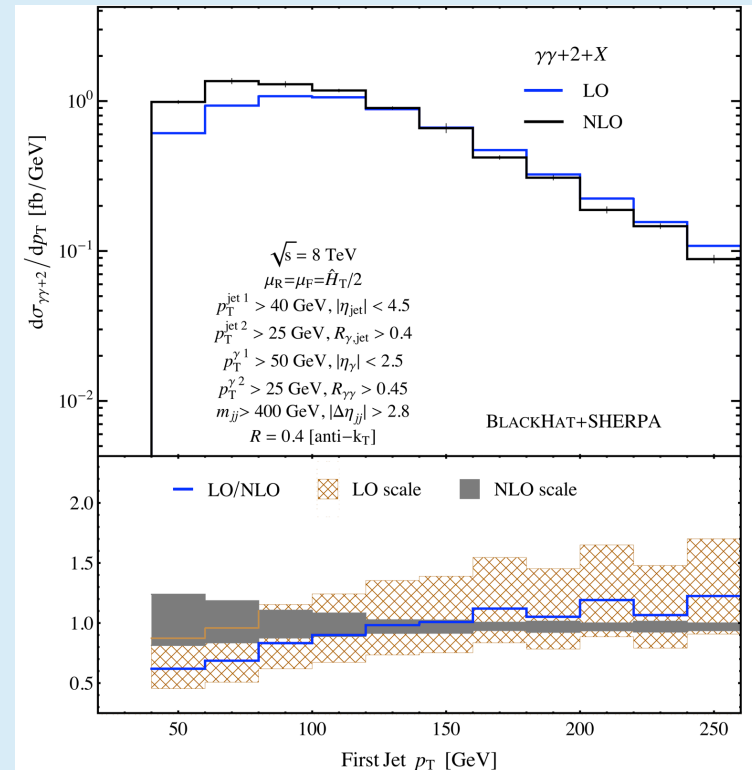 γγ+2+X
LO
NLO
10⁰
10⁻¹
10⁻²
dσ_γγ+2/dp_T [fb/GeV]
√s = 8 TeV
μ_R=μ_F=Ĥ_T/2
p_T^jet 1 > 40 GeV, |η_jet| < 4.5
p_T^jet 2 > 25 GeV, R_γ,jet > 0.4
p_T^γ 1 > 50 GeV, |η_γ| < 2.5
p_T^γ 2 > 25 GeV, R_γγ > 0.45
m_jj > 400 GeV, |Δη_jj| > 2.8
R = 0.4 [anti−k_T]
BLACKHAT+SHERPA
LO/NLO LO scale NLO scale
2.0
1.5
1.0
0.5
50 100 150 200 250
First Jet p_T [GeV]